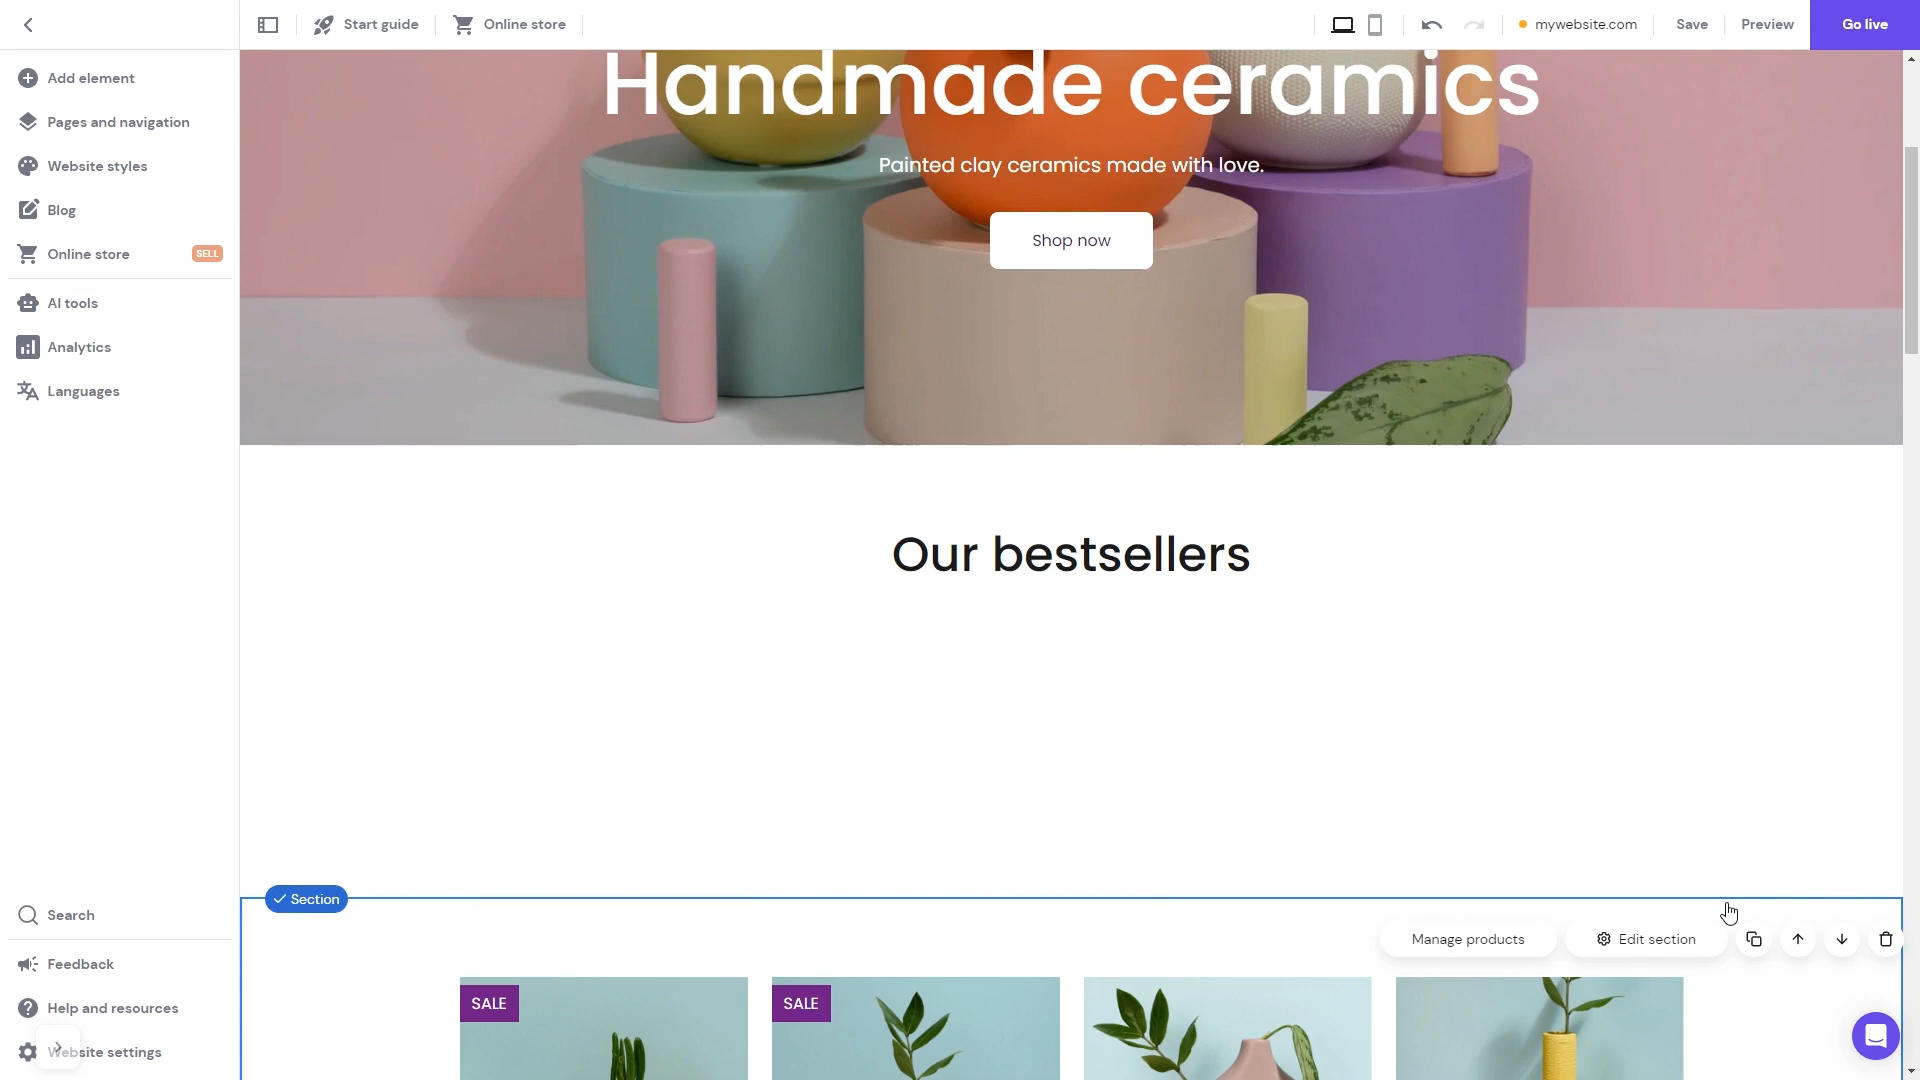 Start guide
Online store
mywebsite.com
Save
Preview
Go live
Add element
Pages and navigation
Website styles
Blog
Online store
SELL
AI tools
Analytics
Languages
Search
Feedback
Help and resources
Website settings
Handmade ceramics
Painted clay ceramics made with love.
Shop now
Our bestsellers
Section
Manage products
Edit section
SALE
SALE